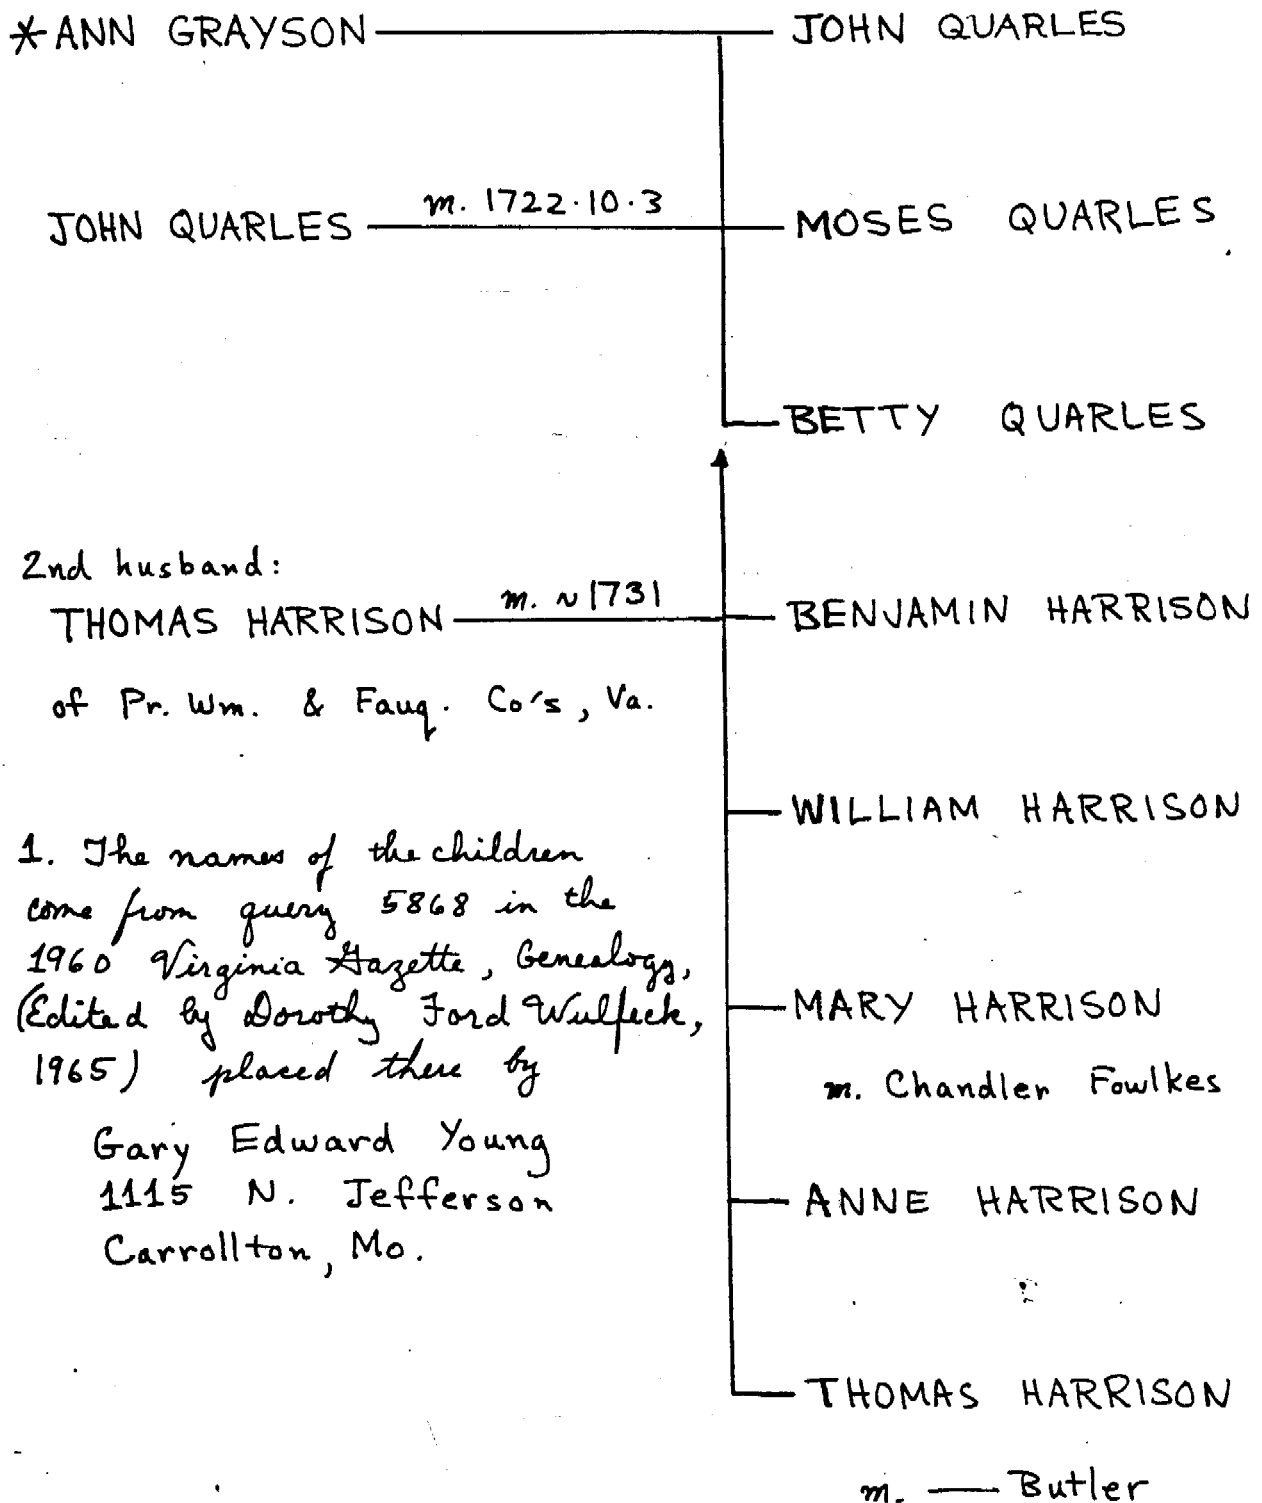 *ANN GRAYSON JOHN QUARLES
m. 1722·10·3
JOHN QUARLES MOSES QUARLES
BETTY QUARLES
2nd husband:
m. ~1731
THOMAS HARRISON BENJAMIN HARRISON
of Pr. Wm. & Fauq. Co's, Va.
WILLIAM HARRISON
1. The names of the children
come from query 5868 in the
1960 Virginia Gazette, Genealogy,
(Edited by Dorothy Ford Wulfeck,
1965) placed there by
Gary Edward Young
1115 N. Jefferson
Carrollton, Mo.
MARY HARRISON
m. Chandler Fowlkes
ANNE HARRISON
THOMAS HARRISON
m. — Butler